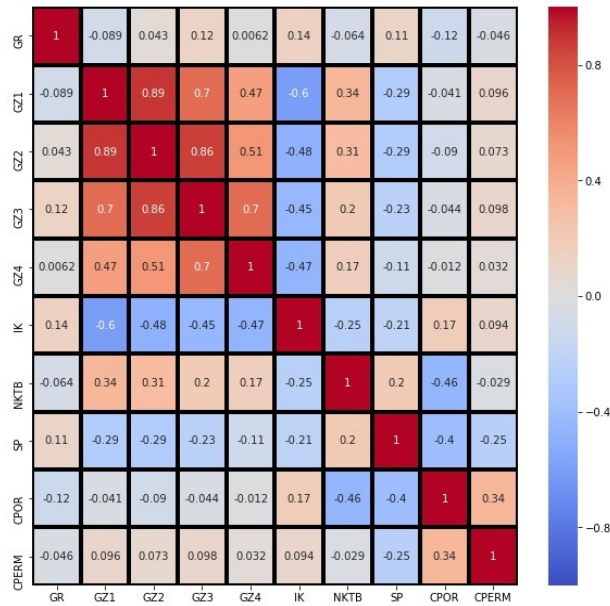 GR 1 -0.089 0.043 0.12 0.0062 0.14 -0.064 0.11 -0.12 -0.046
GZ1 -0.089 1 0.89 0.7 0.47 -0.6 0.34 -0.29 -0.041 0.096
GZ2 0.043 0.89 1 0.86 0.51 -0.48 0.31 -0.29 -0.09 0.073
GZ3 0.12 0.7 0.86 1 0.7 -0.45 0.2 -0.23 -0.044 0.098
GZ4 0.0062 0.47 0.51 0.7 1 -0.47 0.17 -0.11 -0.012 0.032
IK 0.14 -0.6 -0.48 -0.45 -0.47 1 -0.25 -0.21 0.17 0.094
NKTB -0.064 0.34 0.31 0.2 0.17 -0.25 1 0.2 -0.46 -0.029
SP 0.11 -0.29 -0.29 -0.23 -0.11 -0.21 0.2 1 -0.4 -0.25
CPOR -0.12 -0.041 -0.09 -0.044 -0.012 0.17 -0.46 -0.4 1 0.34
CPERM -0.046 0.096 0.073 0.098 0.032 0.094 -0.029 -0.25 0.34 1
GR GZ1 GZ2 GZ3 GZ4 IK NKTB SP CPOR CPERM
0.8
0.4
0.0
-0.4
-0.8